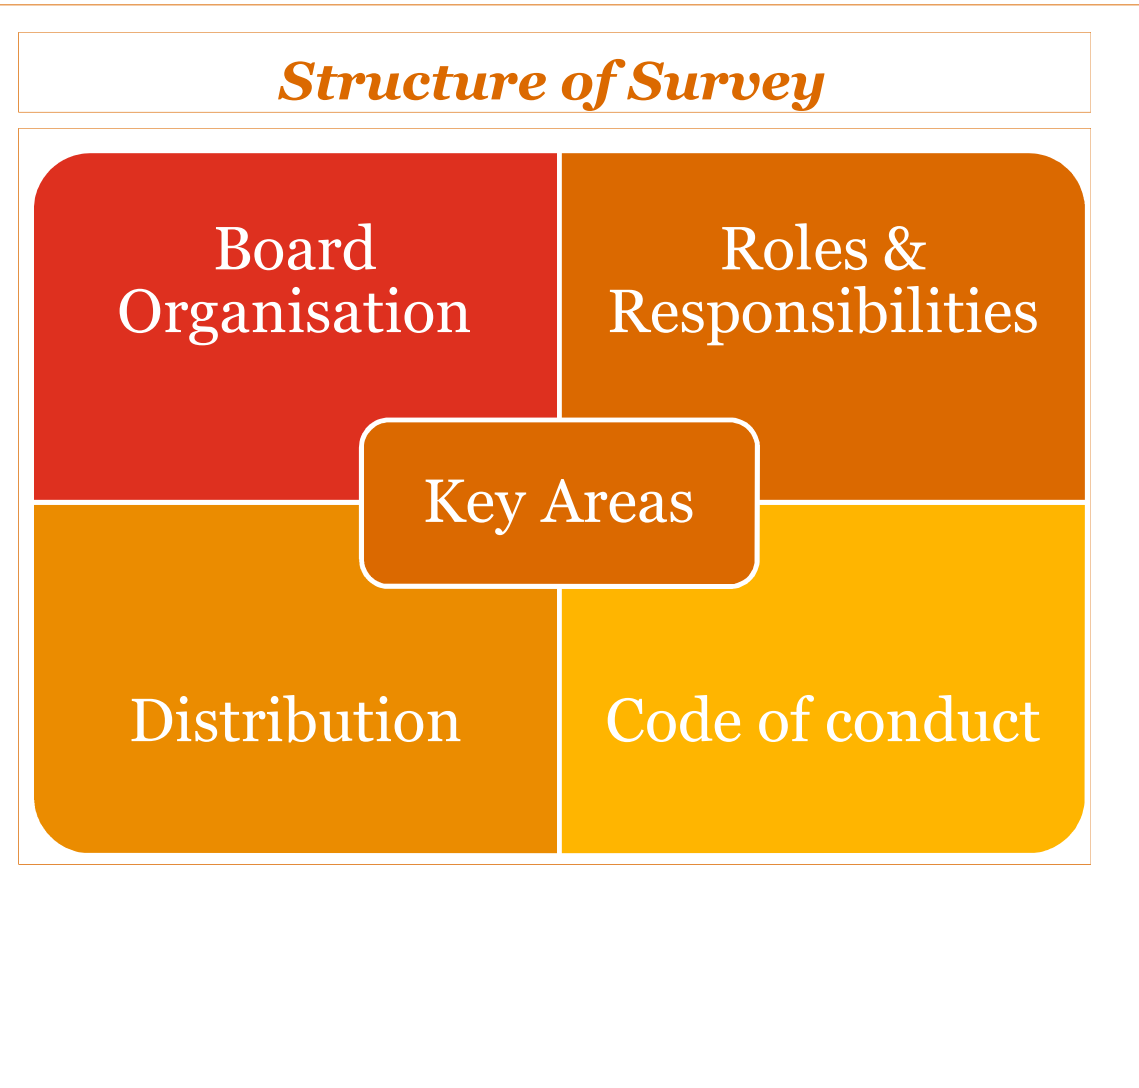 Structure of Survey
Board
Organisation
Roles &
Responsibilities
Key Areas
Distribution
Code of conduct